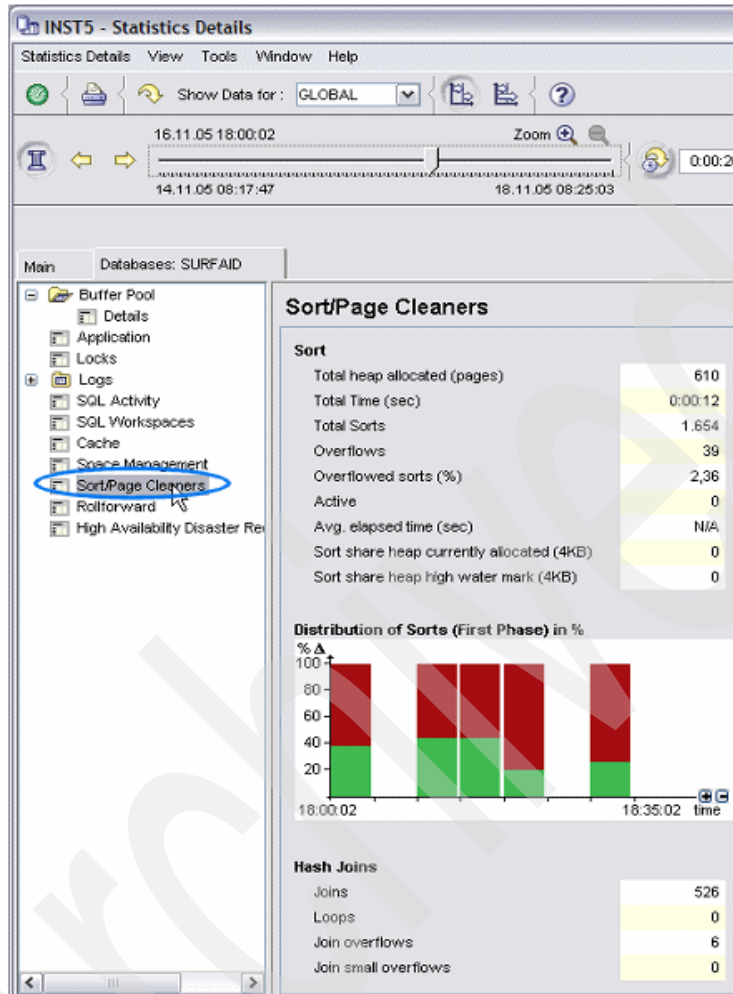 INST5 - Statistics Details
Statistics Details View Tools Window Help
Show Data for : GLOBAL
16.11.05 18:00:02 Zoom
0:00:20
14.11.05 08:17:47 18.11.05 08:25:03
Main Databases: SURFAID
Buffer Pool
Details
Application
Locks
Logs
SQL Activity
SQL Workspaces
Cache
Space Management
Sort/Page Cleaners
Rollforward
High Availability Disaster Re
Sort/Page Cleaners
Sort
Total heap allocated (pages) 610
Total Time (sec) 0:00:12
Total Sorts 1.654
Overflows 39
Overflowed sorts (%) 2,36
Active 0
Avg. elapsed time (sec) N/A
Sort share heap currently allocated (4KB) 0
Sort share heap high water mark (4KB) 0
Distribution of Sorts (First Phase) in %
% Δ
100
80
60
40
20
18:00:02 18:35:02 time
Hash Joins
Joins 526
Loops 0
Join overflows 6
Join small overflows 0